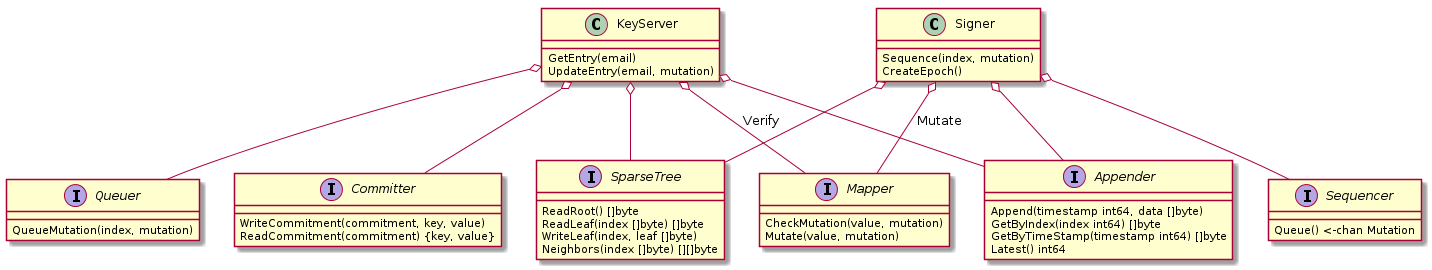 C KeyServer
GetEntry(email)
UpdateEntry(email, mutation)
C Signer
Sequence(index, mutation)
CreateEpoch()
Verify
Mutate
I Queuer
QueueMutation(index, mutation)
I Committer
WriteCommitment(commitment, key, value)
ReadCommitment(commitment) {key, value}
I SparseTree
ReadRoot() []byte
ReadLeaf(index []byte) []byte
WriteLeaf(index, leaf []byte)
Neighbors(index []byte) [][]byte
I Mapper
CheckMutation(value, mutation)
Mutate(value, mutation)
I Appender
Append(timestamp int64, data []byte)
GetByIndex(index int64) []byte
GetByTimeStamp(timestamp int64) []byte
Latest() int64
I Sequencer
Queue() <-chan Mutation